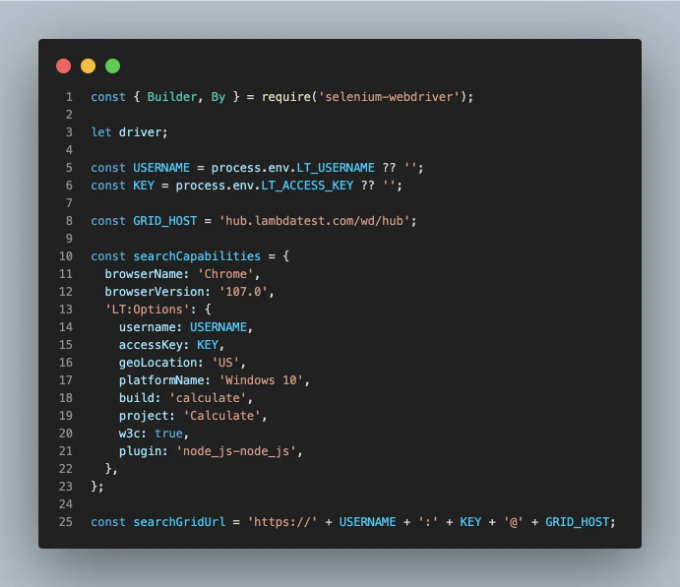 1 const { Builder, By } = require('selenium-webdriver');
2
3 let driver;
4
5 const USERNAME = process.env.LT_USERNAME ?? '';
6 const KEY = process.env.LT_ACCESS_KEY ?? '';
7
8 const GRID_HOST = 'hub.lambdatest.com/wd/hub';
9
10 const searchCapabilities = {
11   browserName: 'Chrome',
12   browserVersion: '107.0',
13   'LT:Options': {
14     username: USERNAME,
15     accessKey: KEY,
16     geoLocation: 'US',
17     platformName: 'Windows 10',
18     build: 'calculate',
19     project: 'Calculate',
20     w3c: true,
21     plugin: 'node_js-node_js',
22   },
23 };
24
25 const searchGridUrl = 'https://' + USERNAME + ':' + KEY + '@' + GRID_HOST;